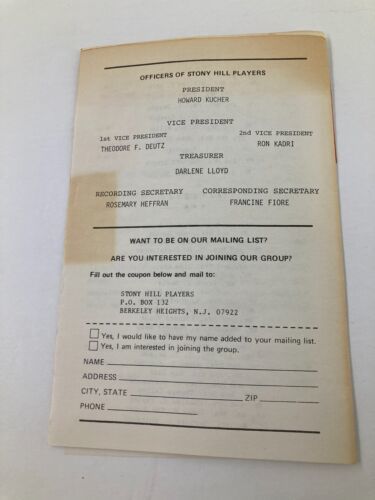 OFFICERS OF STONY HILL PLAYERS
PRESIDENT
HOWARD KUCHER
VICE PRESIDENT
1st VICE PRESIDENT 2nd VICE PRESIDENT
THEODORE F. DEUTZ RON KADRI
TREASURER
DARLENE LLOYD
RECORDING SECRETARY CORRESPONDING SECRETARY
ROSEMARY HEFFRAN FRANCINE FIORE
WANT TO BE ON OUR MAILING LIST?
ARE YOU INTERESTED IN JOINING OUR GROUP?
Fill out the coupon below and mail to:
STONY HILL PLAYERS
P.O. BOX 132
BERKELEY HEIGHTS, N.J. 07922
Yes, I would like to have my name added to your mailing list.
Yes, I am interested in joining the group.
NAME
ADDRESS
CITY, STATE ZIP
PHONE